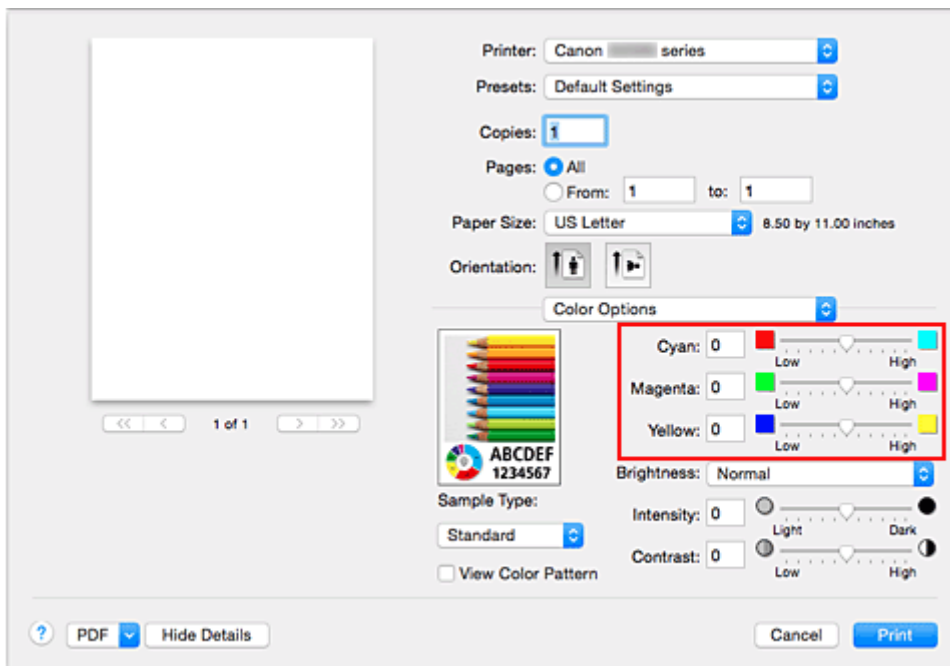 Printer: Canon series
Presets: Default Settings
Copies: 1
Pages: All
From: 1 to: 1
Paper Size: US Letter 8.50 by 11.00 inches
Orientation:
Color Options
1 of 1
ABCDEF
1234567
Sample Type:
Standard
View Color Pattern
Cyan: 0
Low High
Magenta: 0
Low High
Yellow: 0
Low High
Brightness: Normal
Intensity: 0
Light Dark
Contrast: 0
Low High
? PDF Hide Details Cancel Print